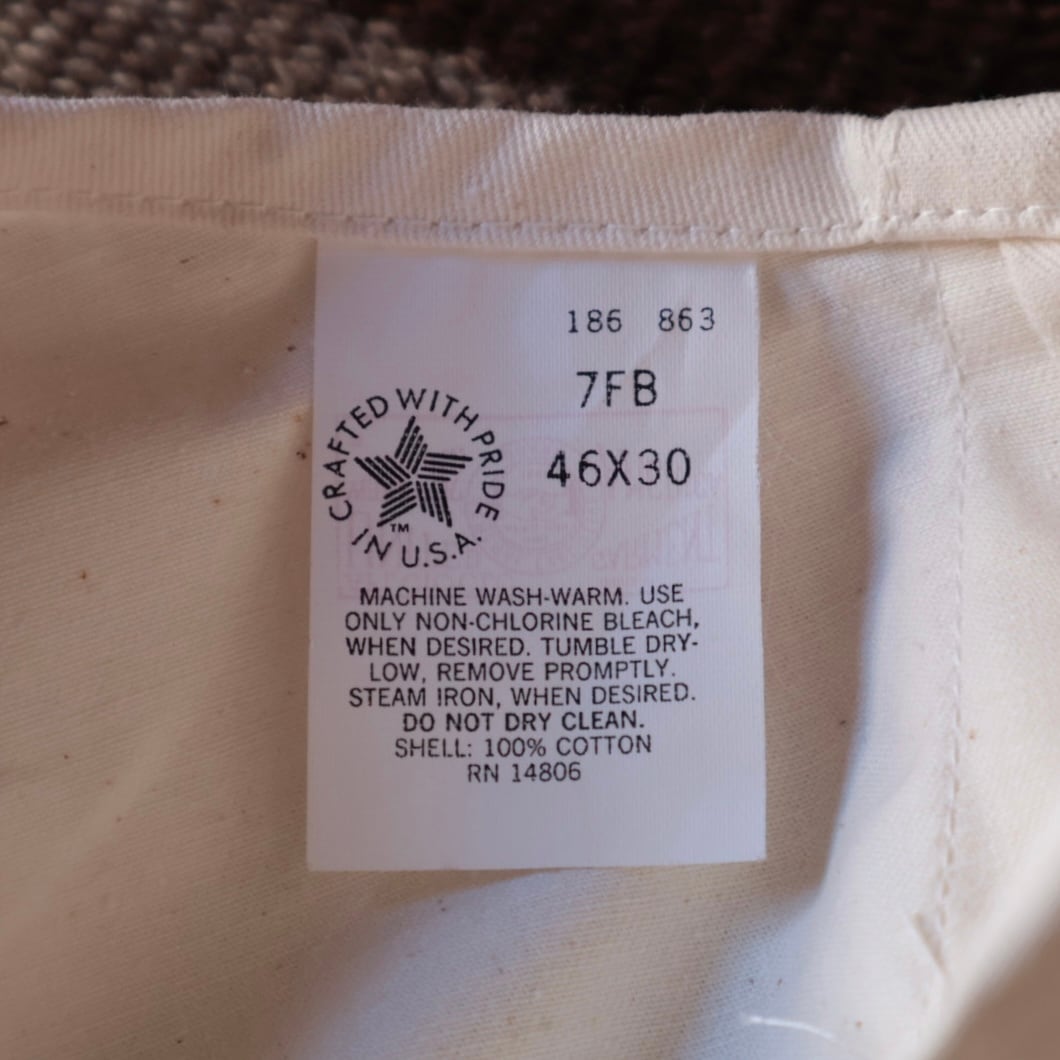 186 863
7FB
46X30
CRAFTED WITH PRIDE
IN U.S.A.
™
MACHINE WASH-WARM. USE
ONLY NON-CHLORINE BLEACH,
WHEN DESIRED. TUMBLE DRY-
LOW, REMOVE PROMPTLY.
STEAM IRON, WHEN DESIRED.
DO NOT DRY CLEAN.
SHELL: 100% COTTON
RN 14806